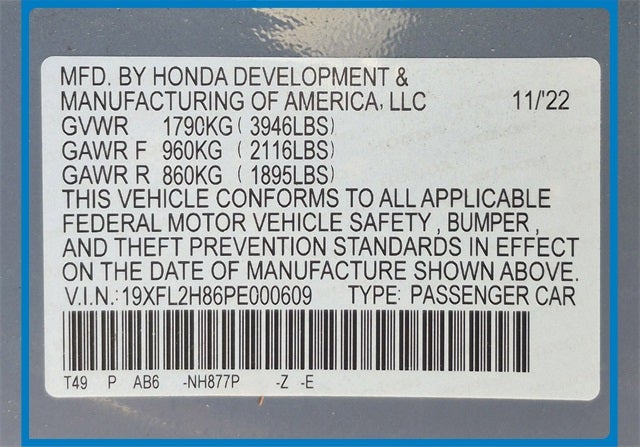 MFD. BY HONDA DEVELOPMENT &
MANUFACTURING OF AMERICA, LLC 11/'22
GVWR 1790KG ( 3946LBS)
GAWR F 960KG ( 2116LBS)
GAWR R 860KG ( 1895LBS)
THIS VEHICLE CONFORMS TO ALL APPLICABLE
FEDERAL MOTOR VEHICLE SAFETY, BUMPER,
AND THEFT PREVENTION STANDARDS IN EFFECT
ON THE DATE OF MANUFACTURE SHOWN ABOVE.
V.I.N.: 19XFL2H86PE000609 TYPE: PASSENGER CAR
T49 P AB6 -NH877P -Z -E